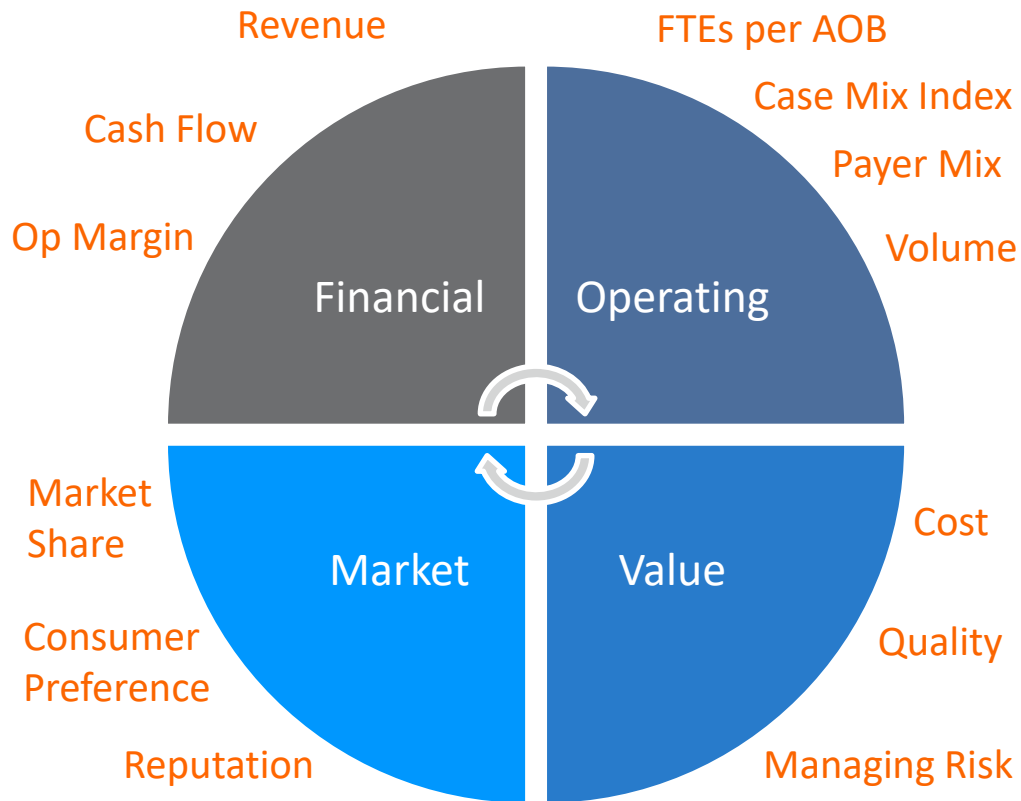 Revenue
FTEs per AOB
Cash Flow
Case Mix Index
Payer Mix
Op Margin
Volume
Financial
Operating
Market
Share
Cost
Market
Value
Consumer
Preference
Quality
Reputation
Managing Risk